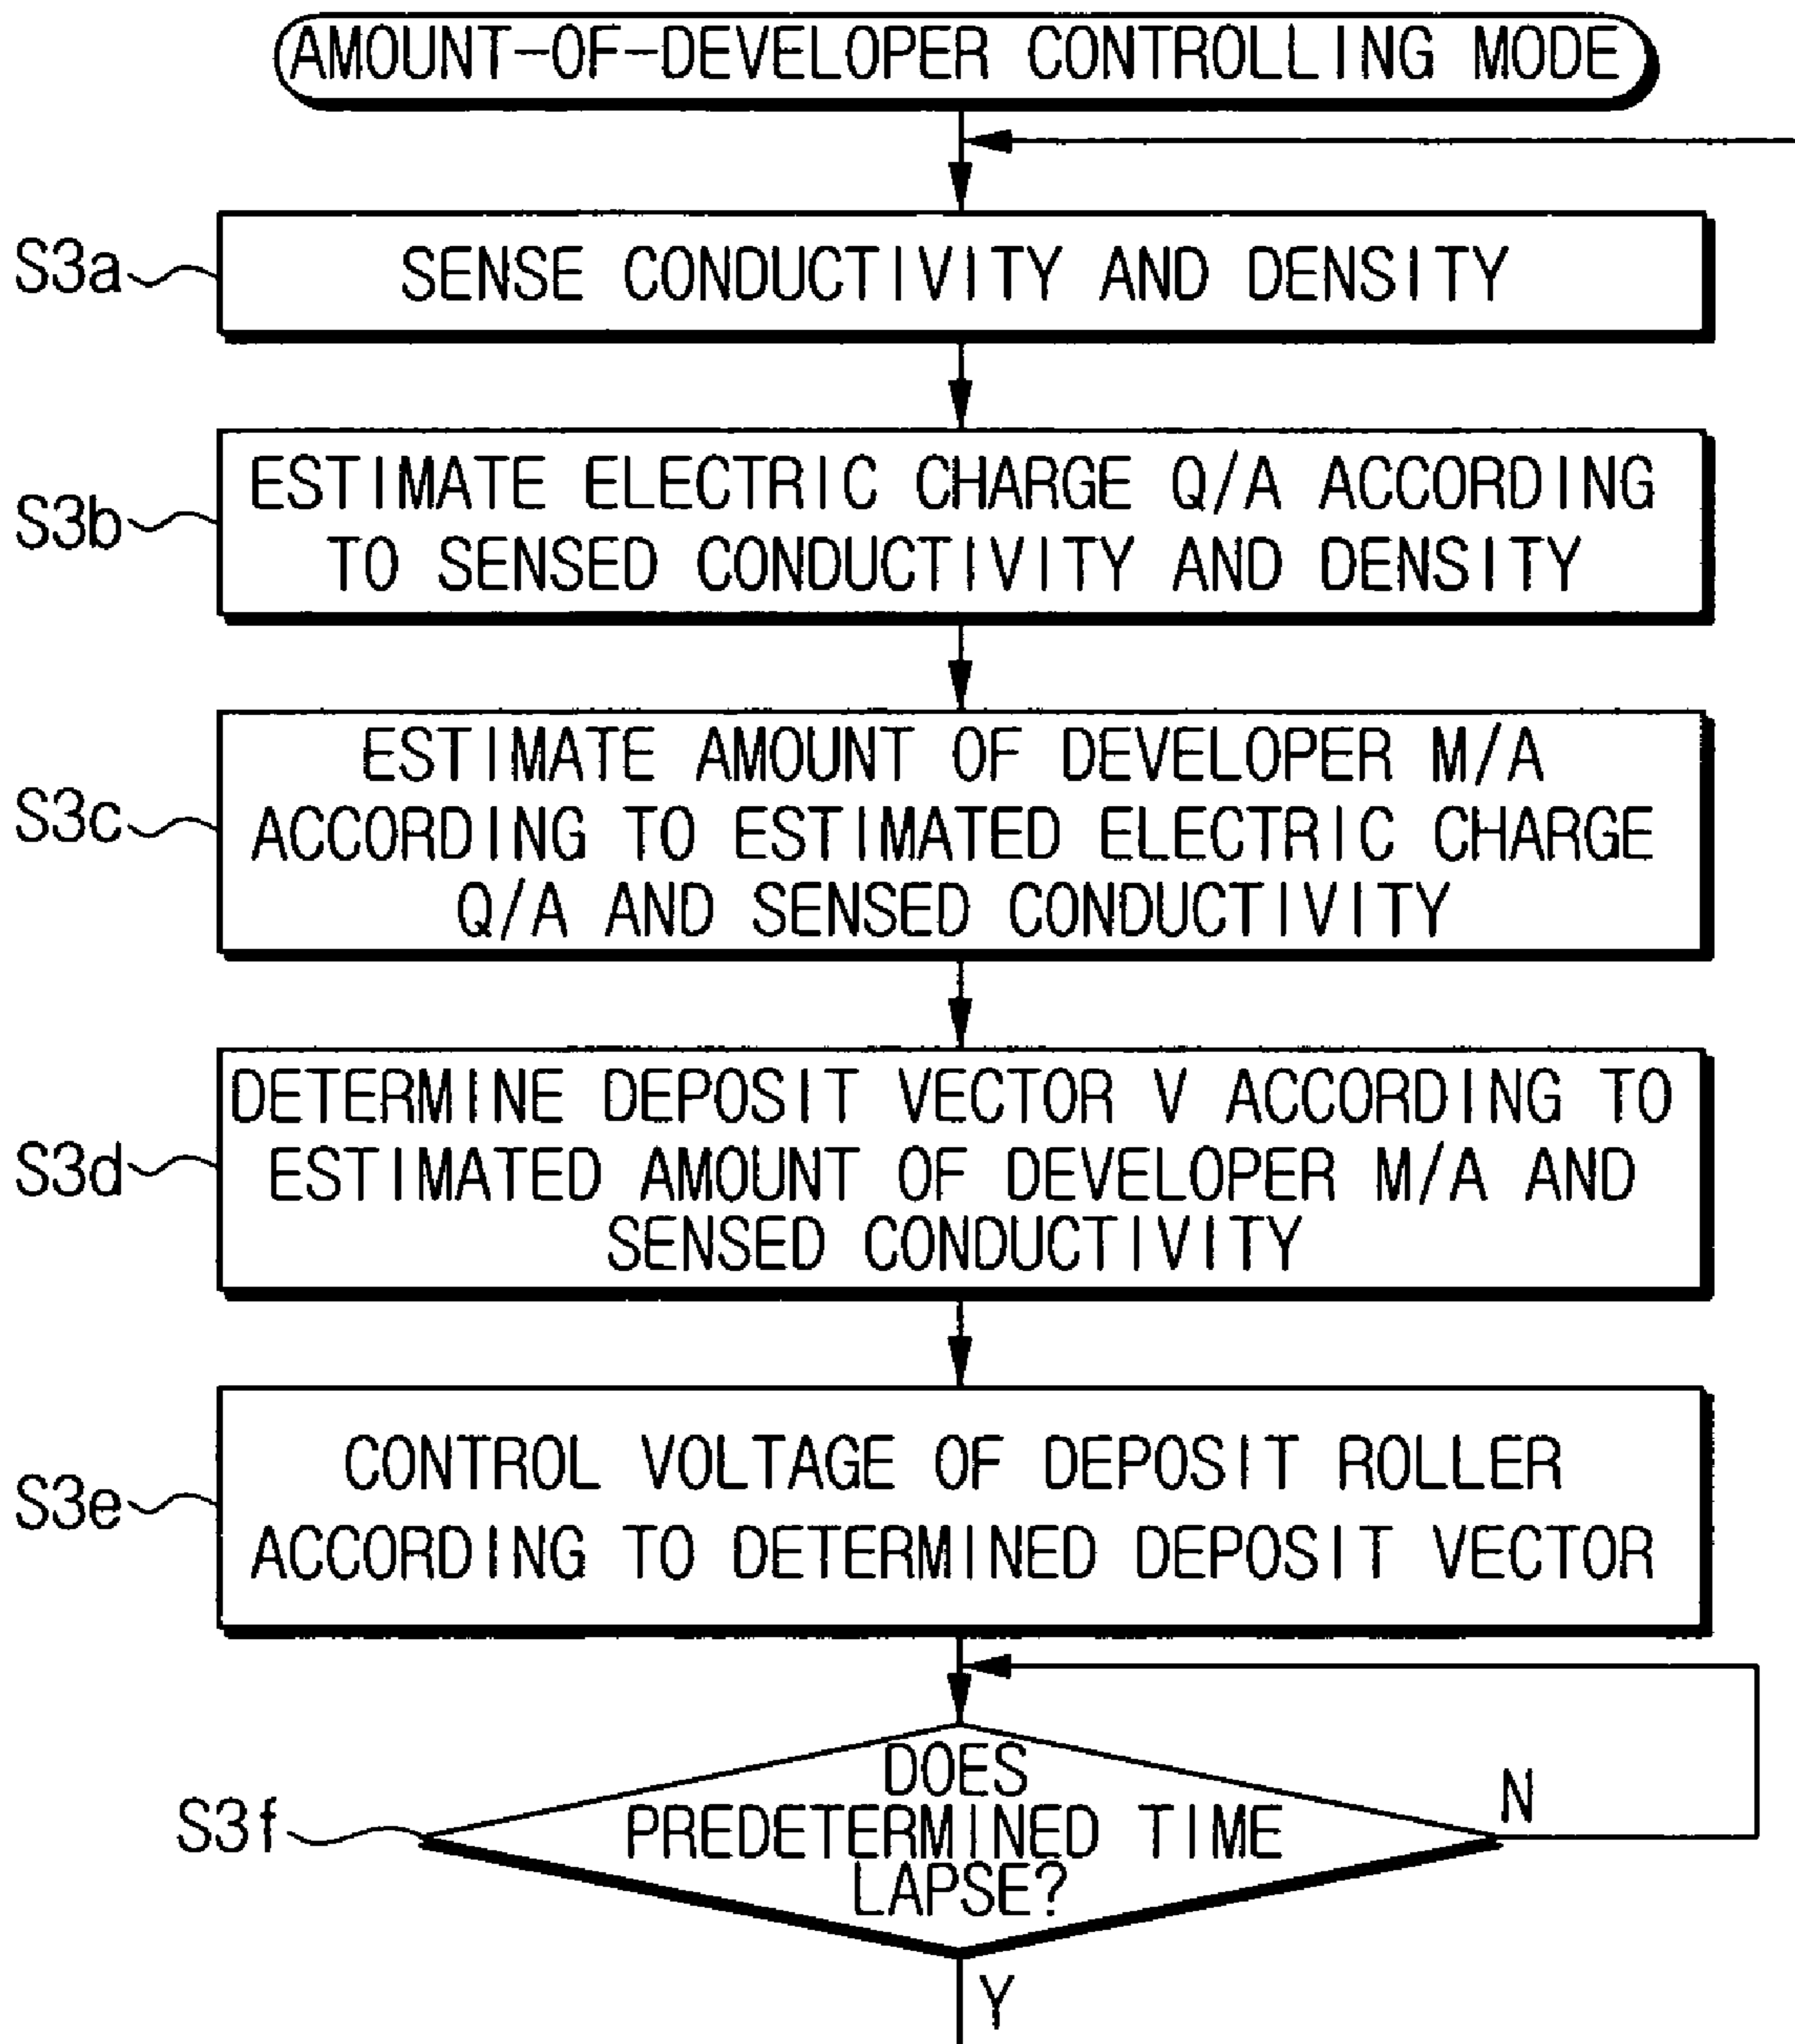 AMOUNT-OF-DEVELOPER CONTROLLING MODE
S3a
SENSE CONDUCTIVITY AND DENSITY
S3b
ESTIMATE ELECTRIC CHARGE Q/A ACCORDING
TO SENSED CONDUCTIVITY AND DENSITY
S3c
ESTIMATE AMOUNT OF DEVELOPER M/A
ACCORDING TO ESTIMATED ELECTRIC CHARGE
Q/A AND SENSED CONDUCTIVITY
S3d
DETERMINE DEPOSIT VECTOR V ACCORDING TO
ESTIMATED AMOUNT OF DEVELOPER M/A AND
SENSED CONDUCTIVITY
S3e
CONTROL VOLTAGE OF DEPOSIT ROLLER
ACCORDING TO DETERMINED DEPOSIT VECTOR
S3f
DOES
PREDETERMINED TIME
LAPSE?
N
Y